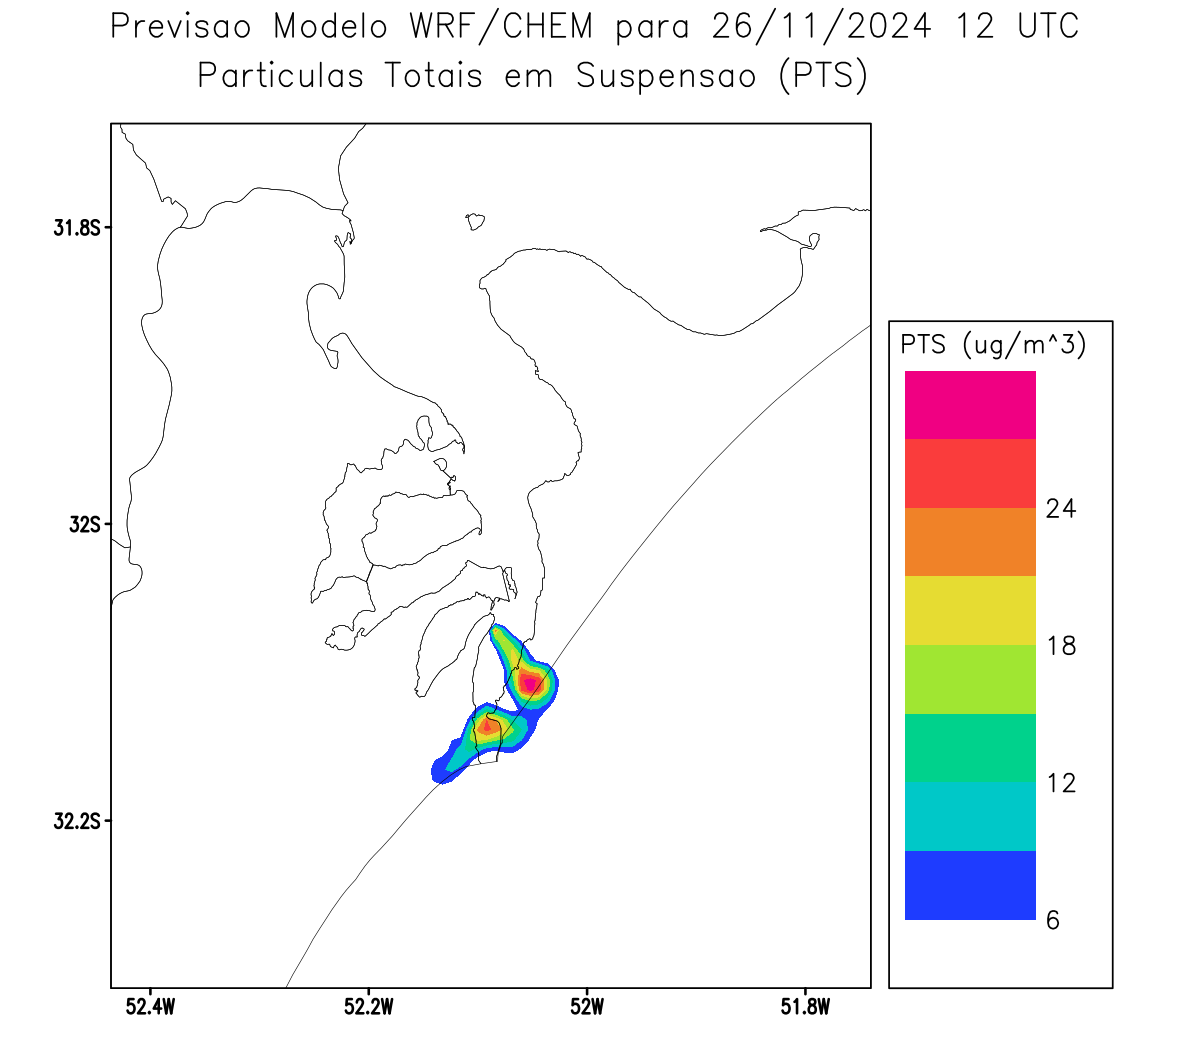 Previsao Modelo WRF/CHEM para 26/11/2024 12 UTC
Particulas Totais em Suspensao (PTS)
31.8S
32S
32.2S
52.4W
52.2W
52W
51.8W
PTS (ug/m^3)
24
18
12
6